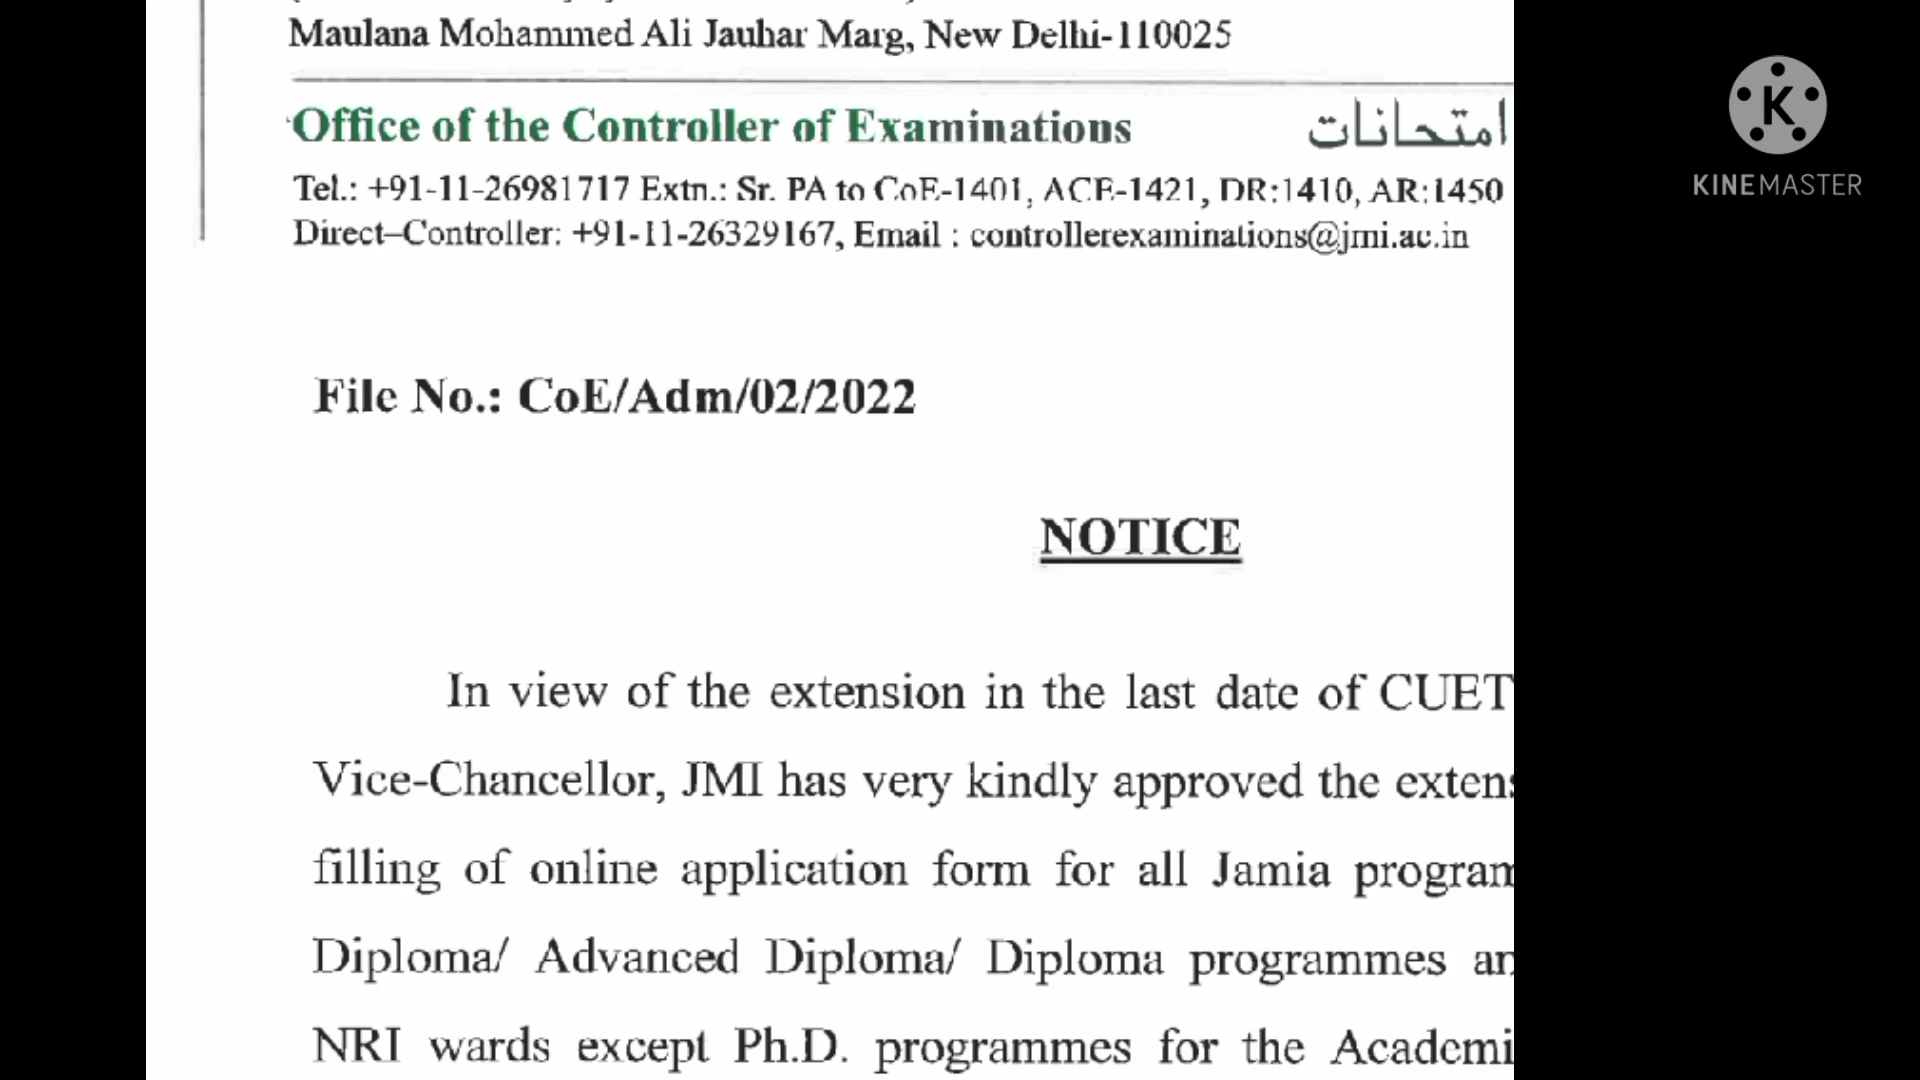 Maulana Mohammed Ali Jauhar Marg, New Delhi-110025
Office of the Controller of Examinations امتحانات
Tel.: +91-11-26981717 Extn.: Sr. PA to CoE-1401, ACE-1421, DR:1410, AR:1450
Direct–Controller: +91-11-26329167, Email : controllerexaminations@jmi.ac.in
K
KINEMASTER
File No.: CoE/Adm/02/2022
NOTICE
In view of the extension in the last date of CUET
Vice-Chancellor, JMI has very kindly approved the extens
filling of online application form for all Jamia program
Diploma/ Advanced Diploma/ Diploma programmes an
NRI wards except Ph.D. programmes for the Academi